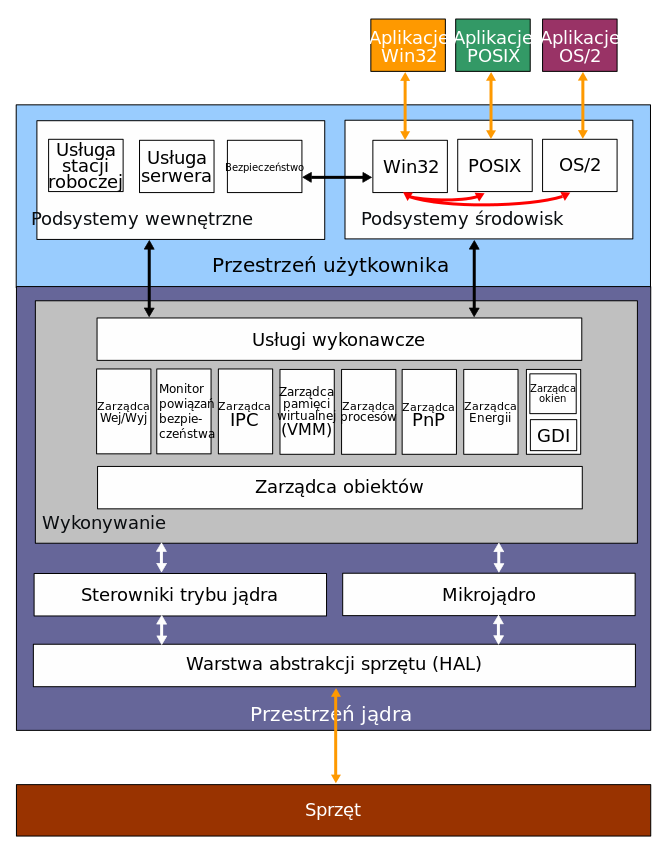 Aplikacje
Win32
Aplikacje
POSIX
Aplikacje
OS/2
Usługa
stacji
roboczej
Usługa
serwera
Bezpieczeństwo
Win32
POSIX
OS/2
Podsystemy wewnętrzne
Podsystemy środowisk
Przestrzeń użytkownika
Usługi wykonawcze
Zarządca
Wej/Wyj
Monitor
powiązań
bezpie-
czeństwa
Zarządca
IPC
Zarządca
pamięci
wirtualnej
(VMM)
Zarządca
procesów
Zarządca
PnP
Zarządca
Energii
Zarządca
okien
GDI
Zarządca obiektów
Wykonywanie
Sterowniki trybu jądra
Mikrojądro
Warstwa abstrakcji sprzętu (HAL)
Przestrzeń jądra
Sprzęt